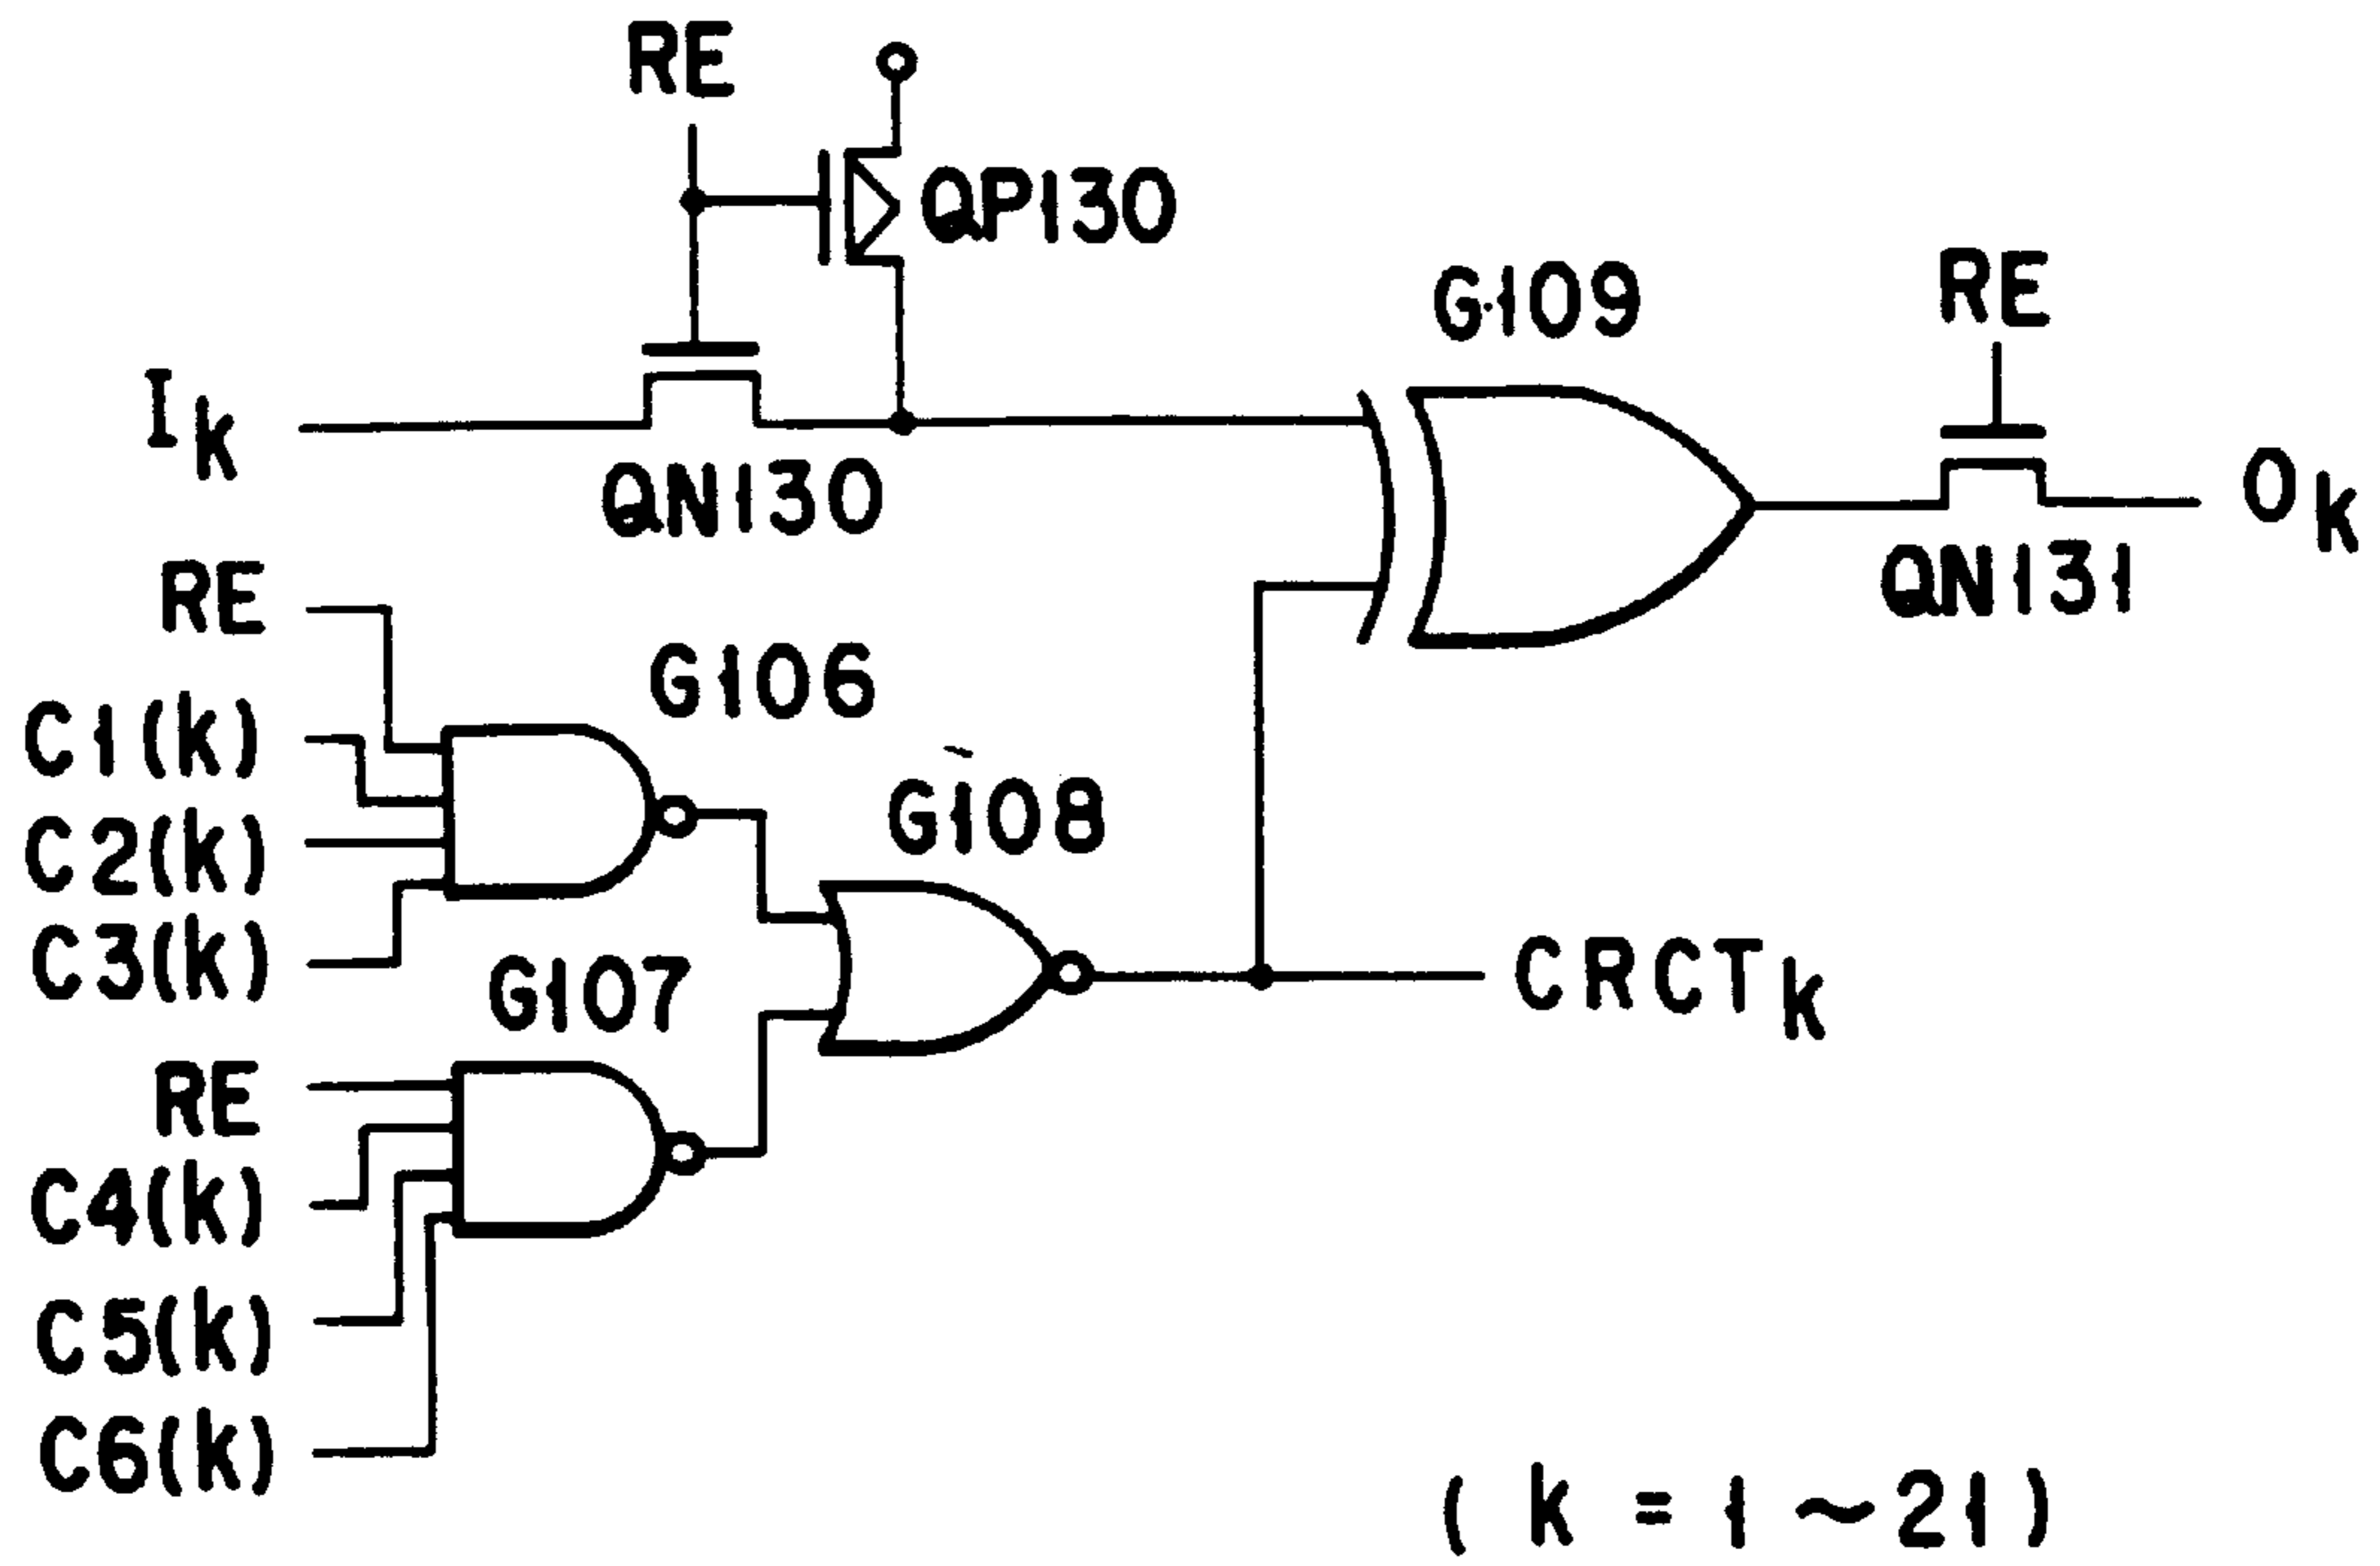 RE
QP130
G109
RE
Ik
QN130
Ok
QN131
RE
G106
C1(k)
G108
C2(k)
C3(k)
G107
CRCTk
RE
C4(k)
C5(k)
C6(k)
( k = 1 ~ 21 )